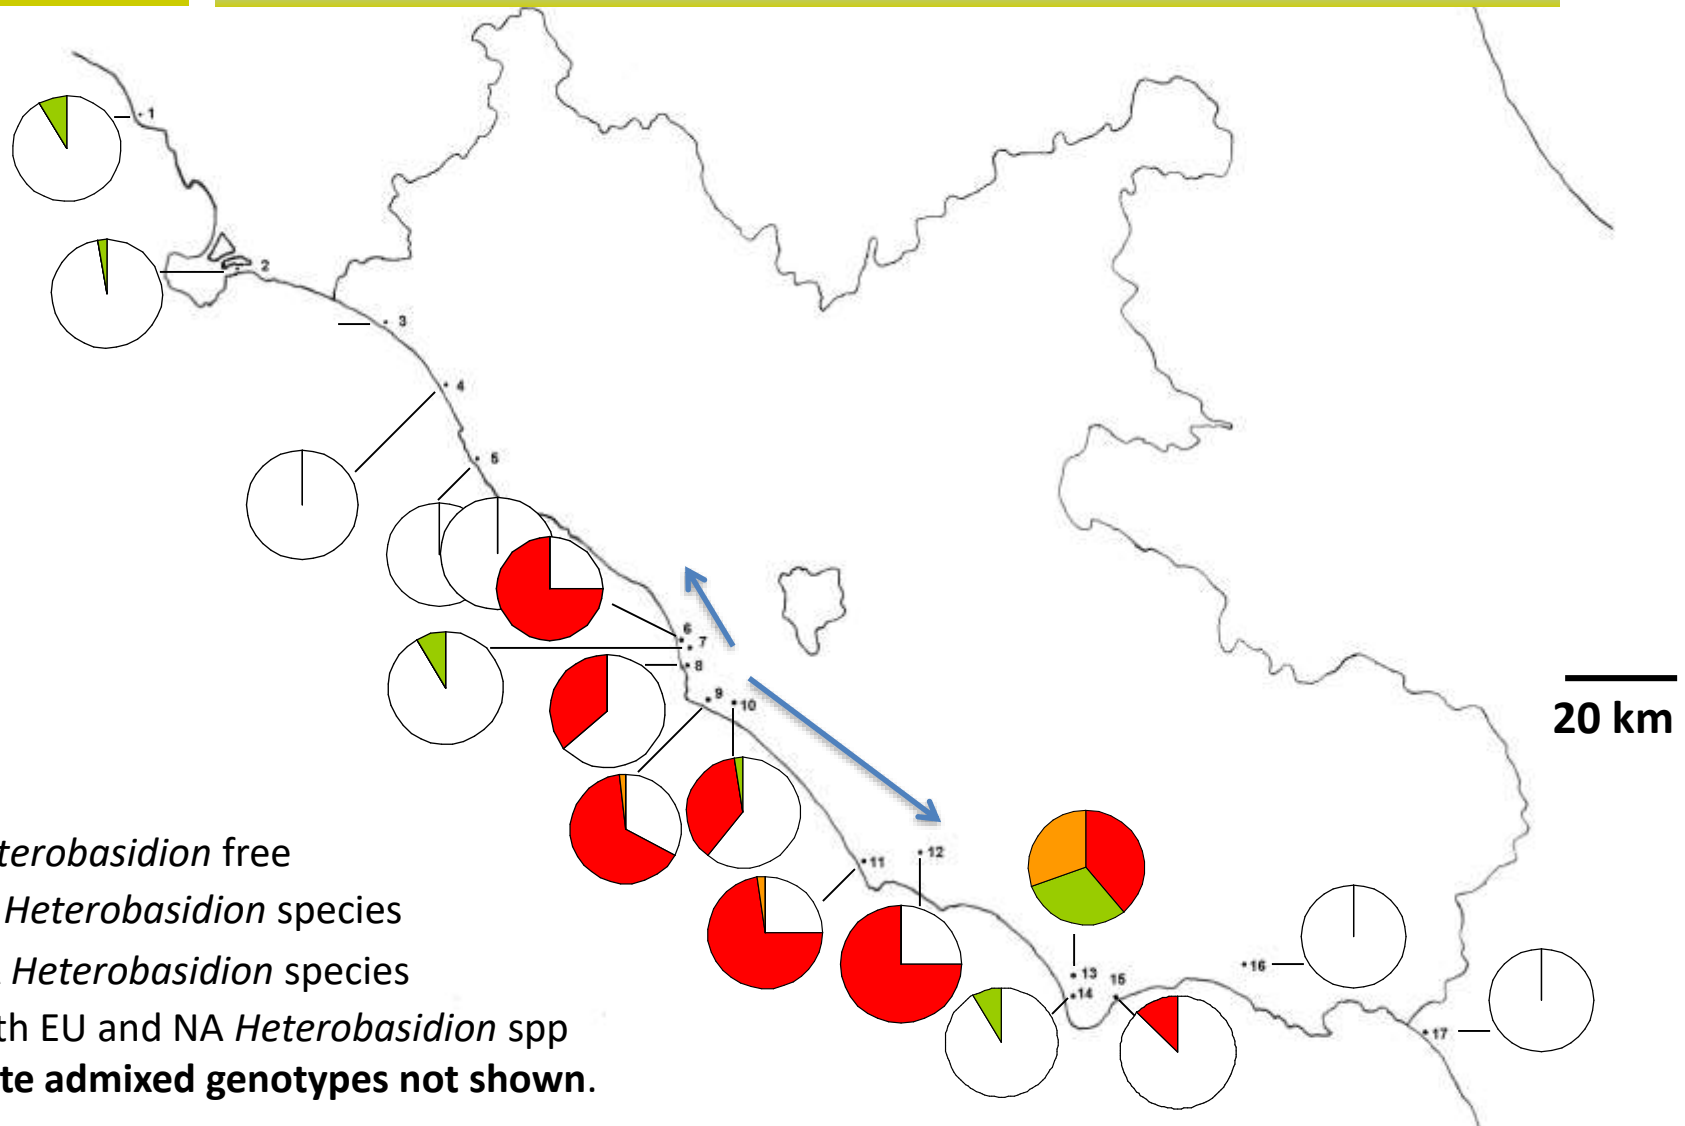 1
2
3
4
5
6
7
8
9
10
20 km
11
12
terobasidion free
Heterobasidion species
13
16
15
Heterobasidion species
14
th EU and NA Heterobasidion spp
17
te admixed genotypes not shown.